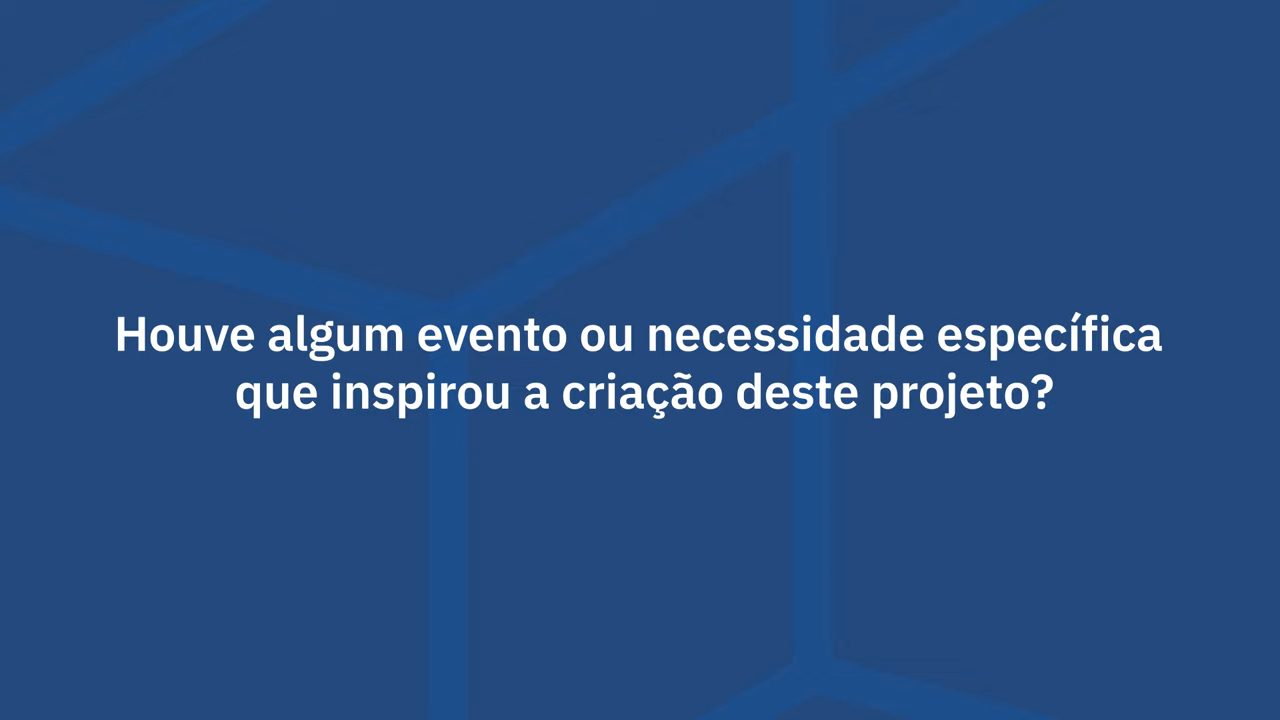 Houve algum evento ou necessidade específica
que inspirou a criação deste projeto?